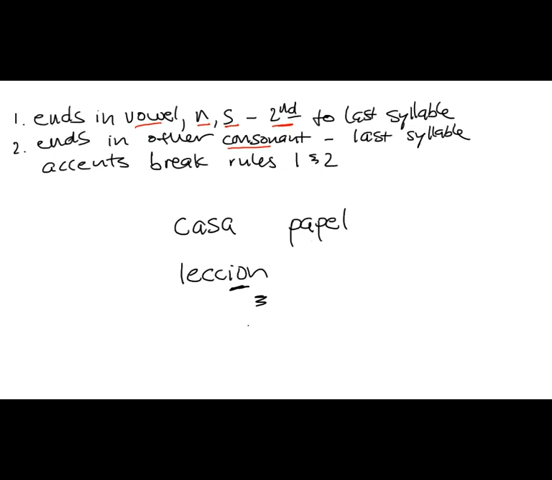 1. ends in vowel, n, s - 2nd to last syllable
2. ends in other consonant - last syllable
accents break rules 1 & 2
casa papel
leccion
3